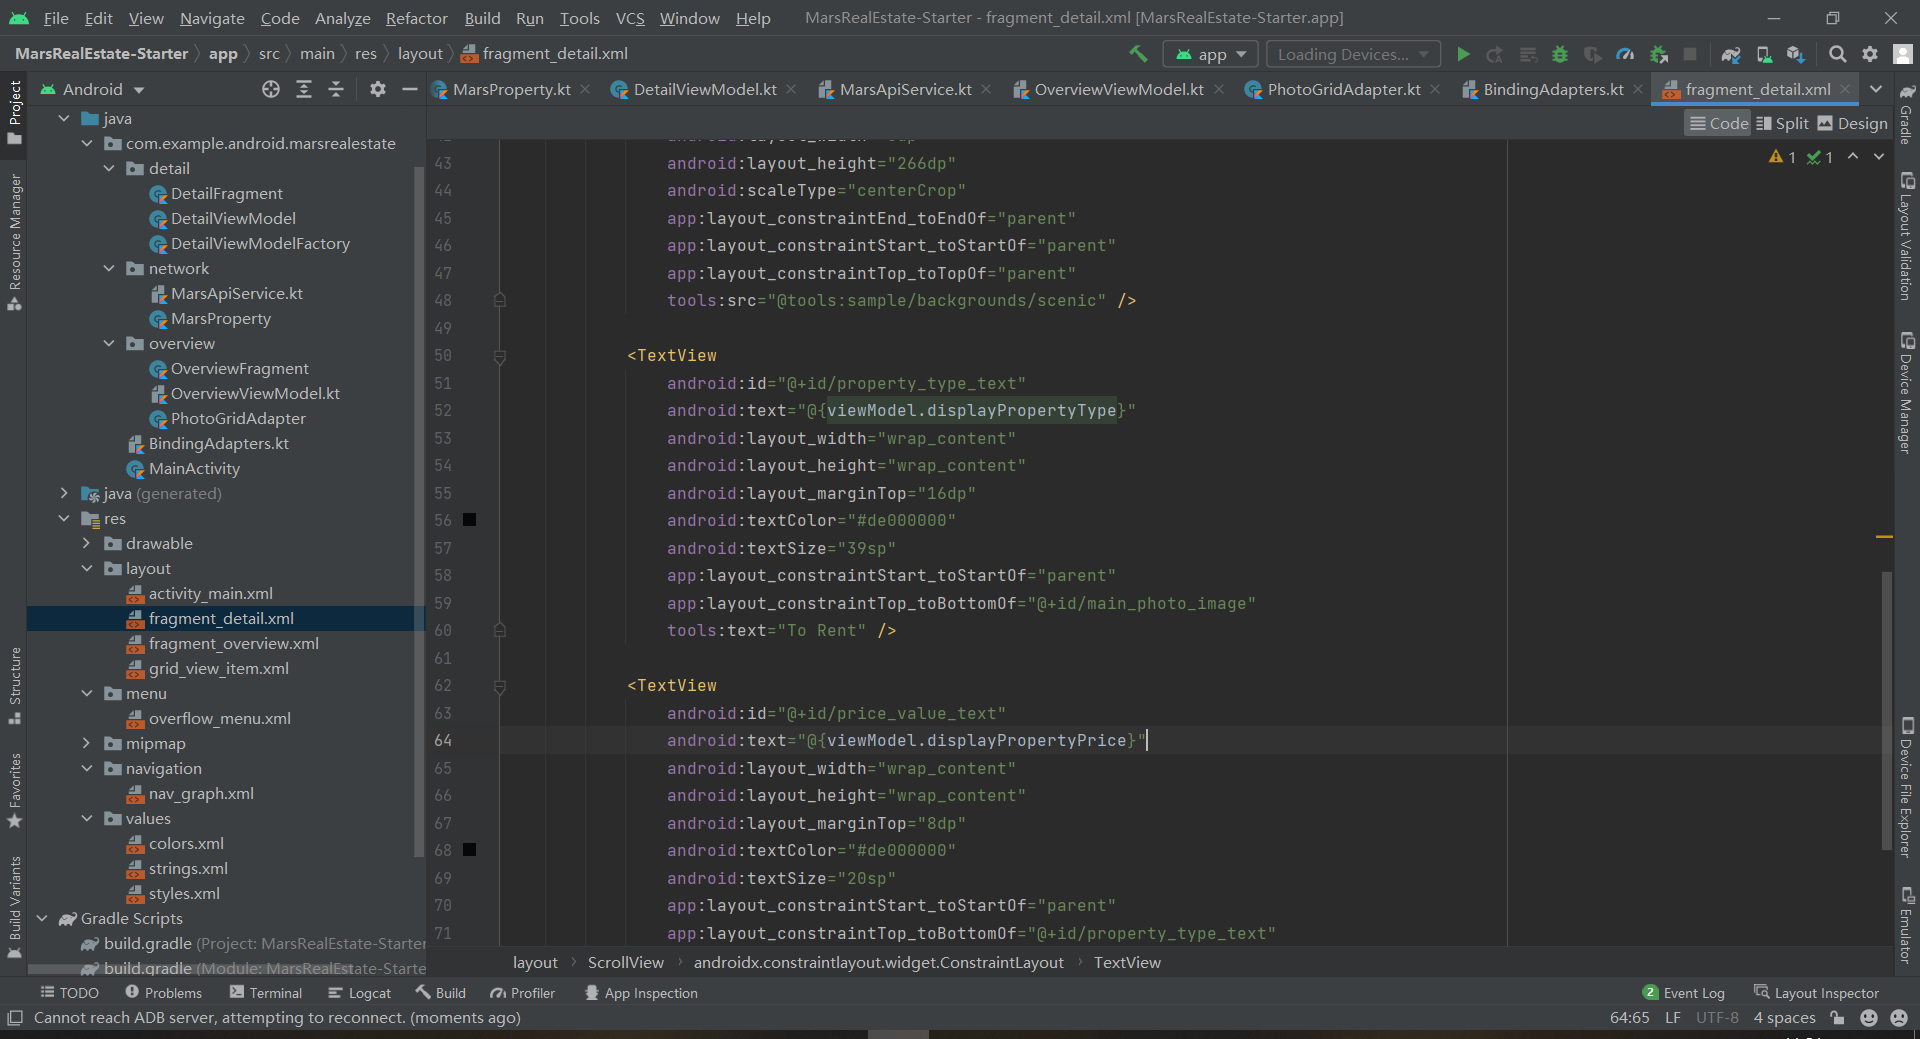 File Edit View Navigate Code Analyze Refactor Build Run Tools VCS Window Help MarsRealEstate-Starter - fragment_detail.xml [MarsRealEstate-Starter.app]
MarsRealEstate-Starter app src main res layout fragment_detail.xml app Loading Devices...
Android MarsProperty.kt DetailViewModel.kt MarsApiService.kt OverviewViewModel.kt PhotoGridAdapter.kt BindingAdapters.kt fragment_detail.xml
Code Split Design
1 1
Project
Resource Manager
Structure
Favorites
Build Variants
java
com.example.android.marsrealestate
detail
DetailFragment
DetailViewModel
DetailViewModelFactory
network
MarsApiService.kt
MarsProperty
overview
OverviewFragment
OverviewViewModel.kt
PhotoGridAdapter
BindingAdapters.kt
MainActivity
java (generated)
res
drawable
layout
activity_main.xml
fragment_detail.xml
fragment_overview.xml
grid_view_item.xml
menu
overflow_menu.xml
mipmap
navigation
nav_graph.xml
values
colors.xml
strings.xml
styles.xml
Gradle Scripts
build.gradle (Project: MarsRealEstate-Starter
build.gradle (Module: MarsRealEstate-Starte
43 android:layout_height="266dp"
44 android:scaleType="centerCrop"
45 app:layout_constraintEnd_toEndOf="parent"
46 app:layout_constraintStart_toStartOf="parent"
47 app:layout_constraintTop_toTopOf="parent"
48 tools:src="@tools:sample/backgrounds/scenic" />
49
50 <TextView
51 android:id="@+id/property_type_text"
52 android:text="@{viewModel.displayPropertyType}"
53 android:layout_width="wrap_content"
54 android:layout_height="wrap_content"
55 android:layout_marginTop="16dp"
56 android:textColor="#de000000"
57 android:textSize="39sp"
58 app:layout_constraintStart_toStartOf="parent"
59 app:layout_constraintTop_toBottomOf="@+id/main_photo_image"
60 tools:text="To Rent" />
61
62 <TextView
63 android:id="@+id/price_value_text"
64 android:text="@{viewModel.displayPropertyPrice}"
65 android:layout_width="wrap_content"
66 android:layout_height="wrap_content"
67 android:layout_marginTop="8dp"
68 android:textColor="#de000000"
69 android:textSize="20sp"
70 app:layout_constraintStart_toStartOf="parent"
71 app:layout_constraintTop_toBottomOf="@+id/property_type_text"
Gradle
Layout Validation
Device Manager
Device File Explorer
Emulator
layout ScrollView androidx.constraintlayout.widget.ConstraintLayout TextView
TODO Problems Terminal Logcat Build Profiler App Inspection 2 Event Log Layout Inspector
Cannot reach ADB server, attempting to reconnect. (moments ago) 64:65 LF UTF-8 4 spaces